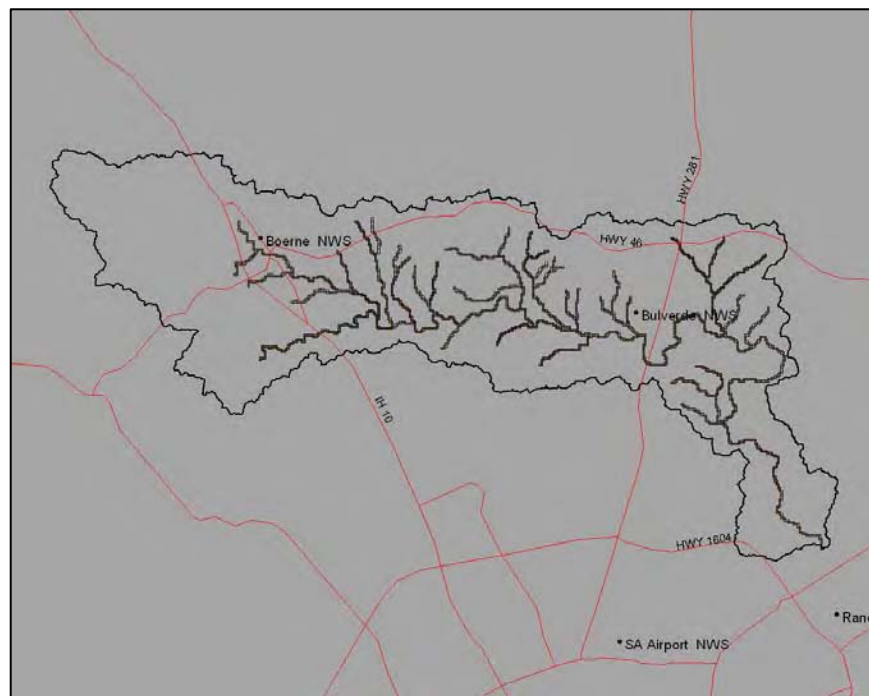 HWY 281
Boerne NWS
HWY 46
Bulverde NWS
IH 10
HWY 1604
SA Airport NWS